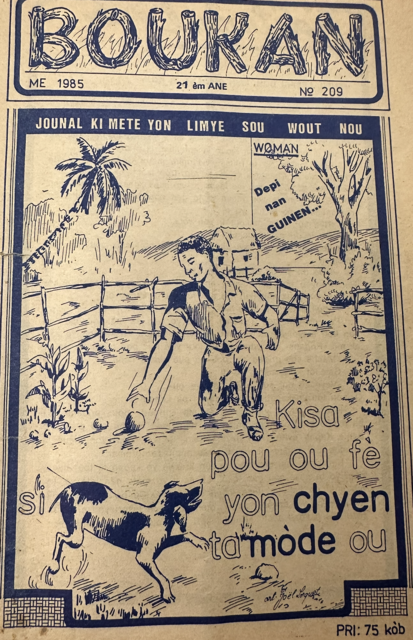 BOUKAN
ME 1985
21 èm ANE
No 209
JOUNAL KI METE YON LIMYE SOU WOUT NOU
WOMAN
Depi
nan
GUINEN...
Kisa
pou ou fè
si yon chyen
ta mòde ou
PRI: 75 kòb